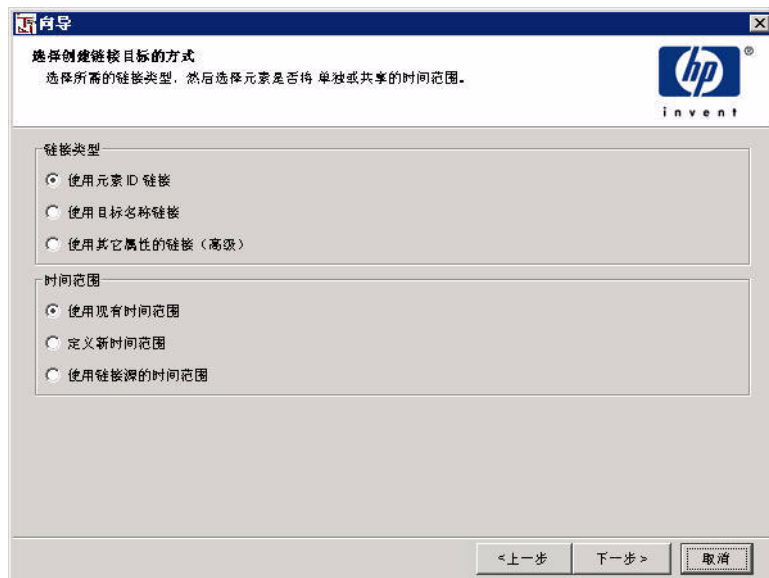 向导
选择创建链接目标的方式
选择所需的链接类型，然后选择元素是否将 单独或共享的时间范围。
hp
®
invent
链接类型
使用元素 ID 链接
使用目标名称链接
使用其它属性的链接（高级）
时间范围
使用现有时间范围
定义新时间范围
使用链接源的时间范围
<上一步
下一步>
取消